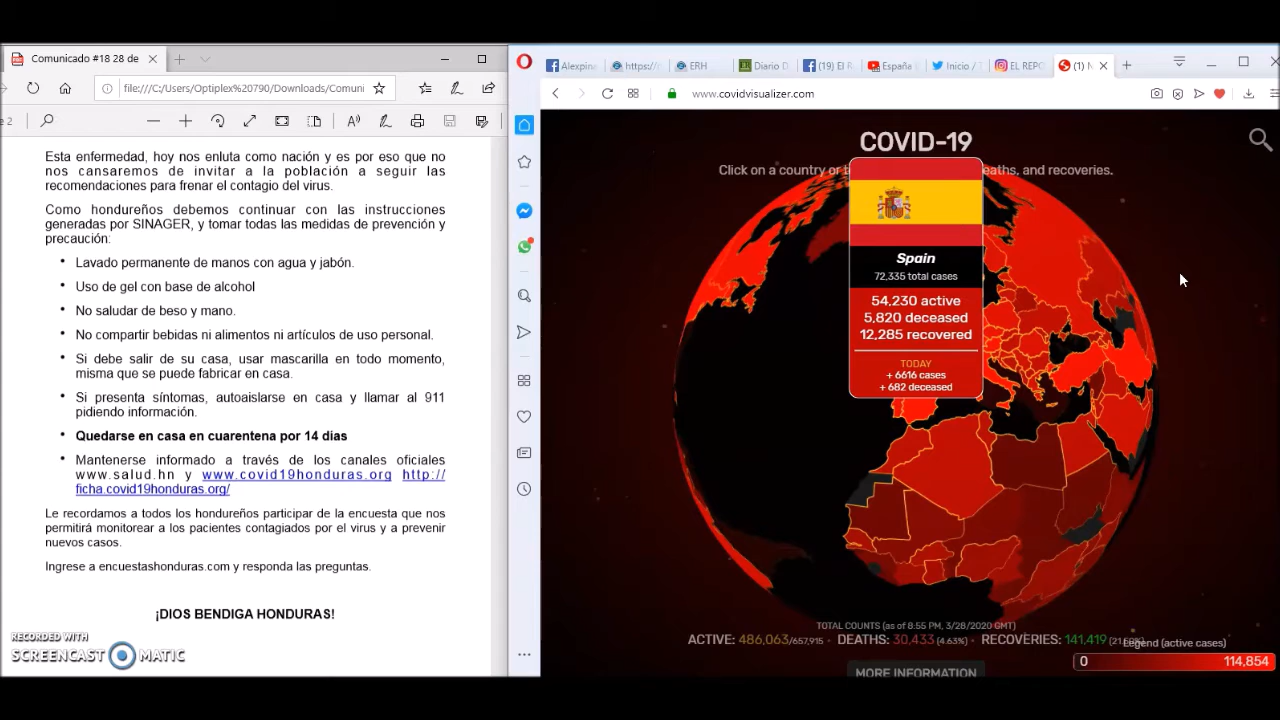 Comunicado #18 28 de
file:///C:/Users/Optiplex%20790/Downloads/Comuni
e 2
Esta enfermedad, hoy nos enluta como nación y es por eso que no
nos cansaremos de invitar a la población a seguir las
recomendaciones para frenar el contagio del virus.
Como hondureños debemos continuar con las instrucciones
generadas por SINAGER, y tomar todas las medidas de prevención y
precaución:
• Lavado permanente de manos con agua y jabón.
• Uso de gel con base de alcohol
• No saludar de beso y mano.
• No compartir bebidas ni alimentos ni artículos de uso personal.
• Si debe salir de su casa, usar mascarilla en todo momento,
misma que se puede fabricar en casa.
• Si presenta síntomas, autoaislarse en casa y llamar al 911
pidiendo información.
• Quedarse en casa en cuarentena por 14 dias
• Mantenerse informado a través de los canales oficiales
www.salud.hn y www.covid19honduras.org http://
ficha.covid19honduras.org/
Le recordamos a todos los hondureños participar de la encuesta que nos
permitirá monitorear a los pacientes contagiados por el virus y a prevenir
nuevos casos.
Ingrese a encuestashonduras.com y responda las preguntas.
¡DIOS BENDIGA HONDURAS!
RECORDED WITH
SCREENCAST MATIC
Alexpina
https://
ERH
Diario D
(19) El R
España
Inicio /
EL REPO
(1)
www.covidvisualizer.com
COVID-19
Click on a country or
eaths, and recoveries.
Spain
72,335 total cases
54,230 active
5,820 deceased
12,285 recovered
TODAY
+ 6616 cases
+ 682 deceased
TOTAL COUNTS (as of 8:55 PM, 3/28/2020 GMT)
ACTIVE: 486,063/657,915 - DEATHS: 30,433 (4.63%) - RECOVERIES: 141,419
Legend (active cases)
0
114,854
MORE INFORMATION